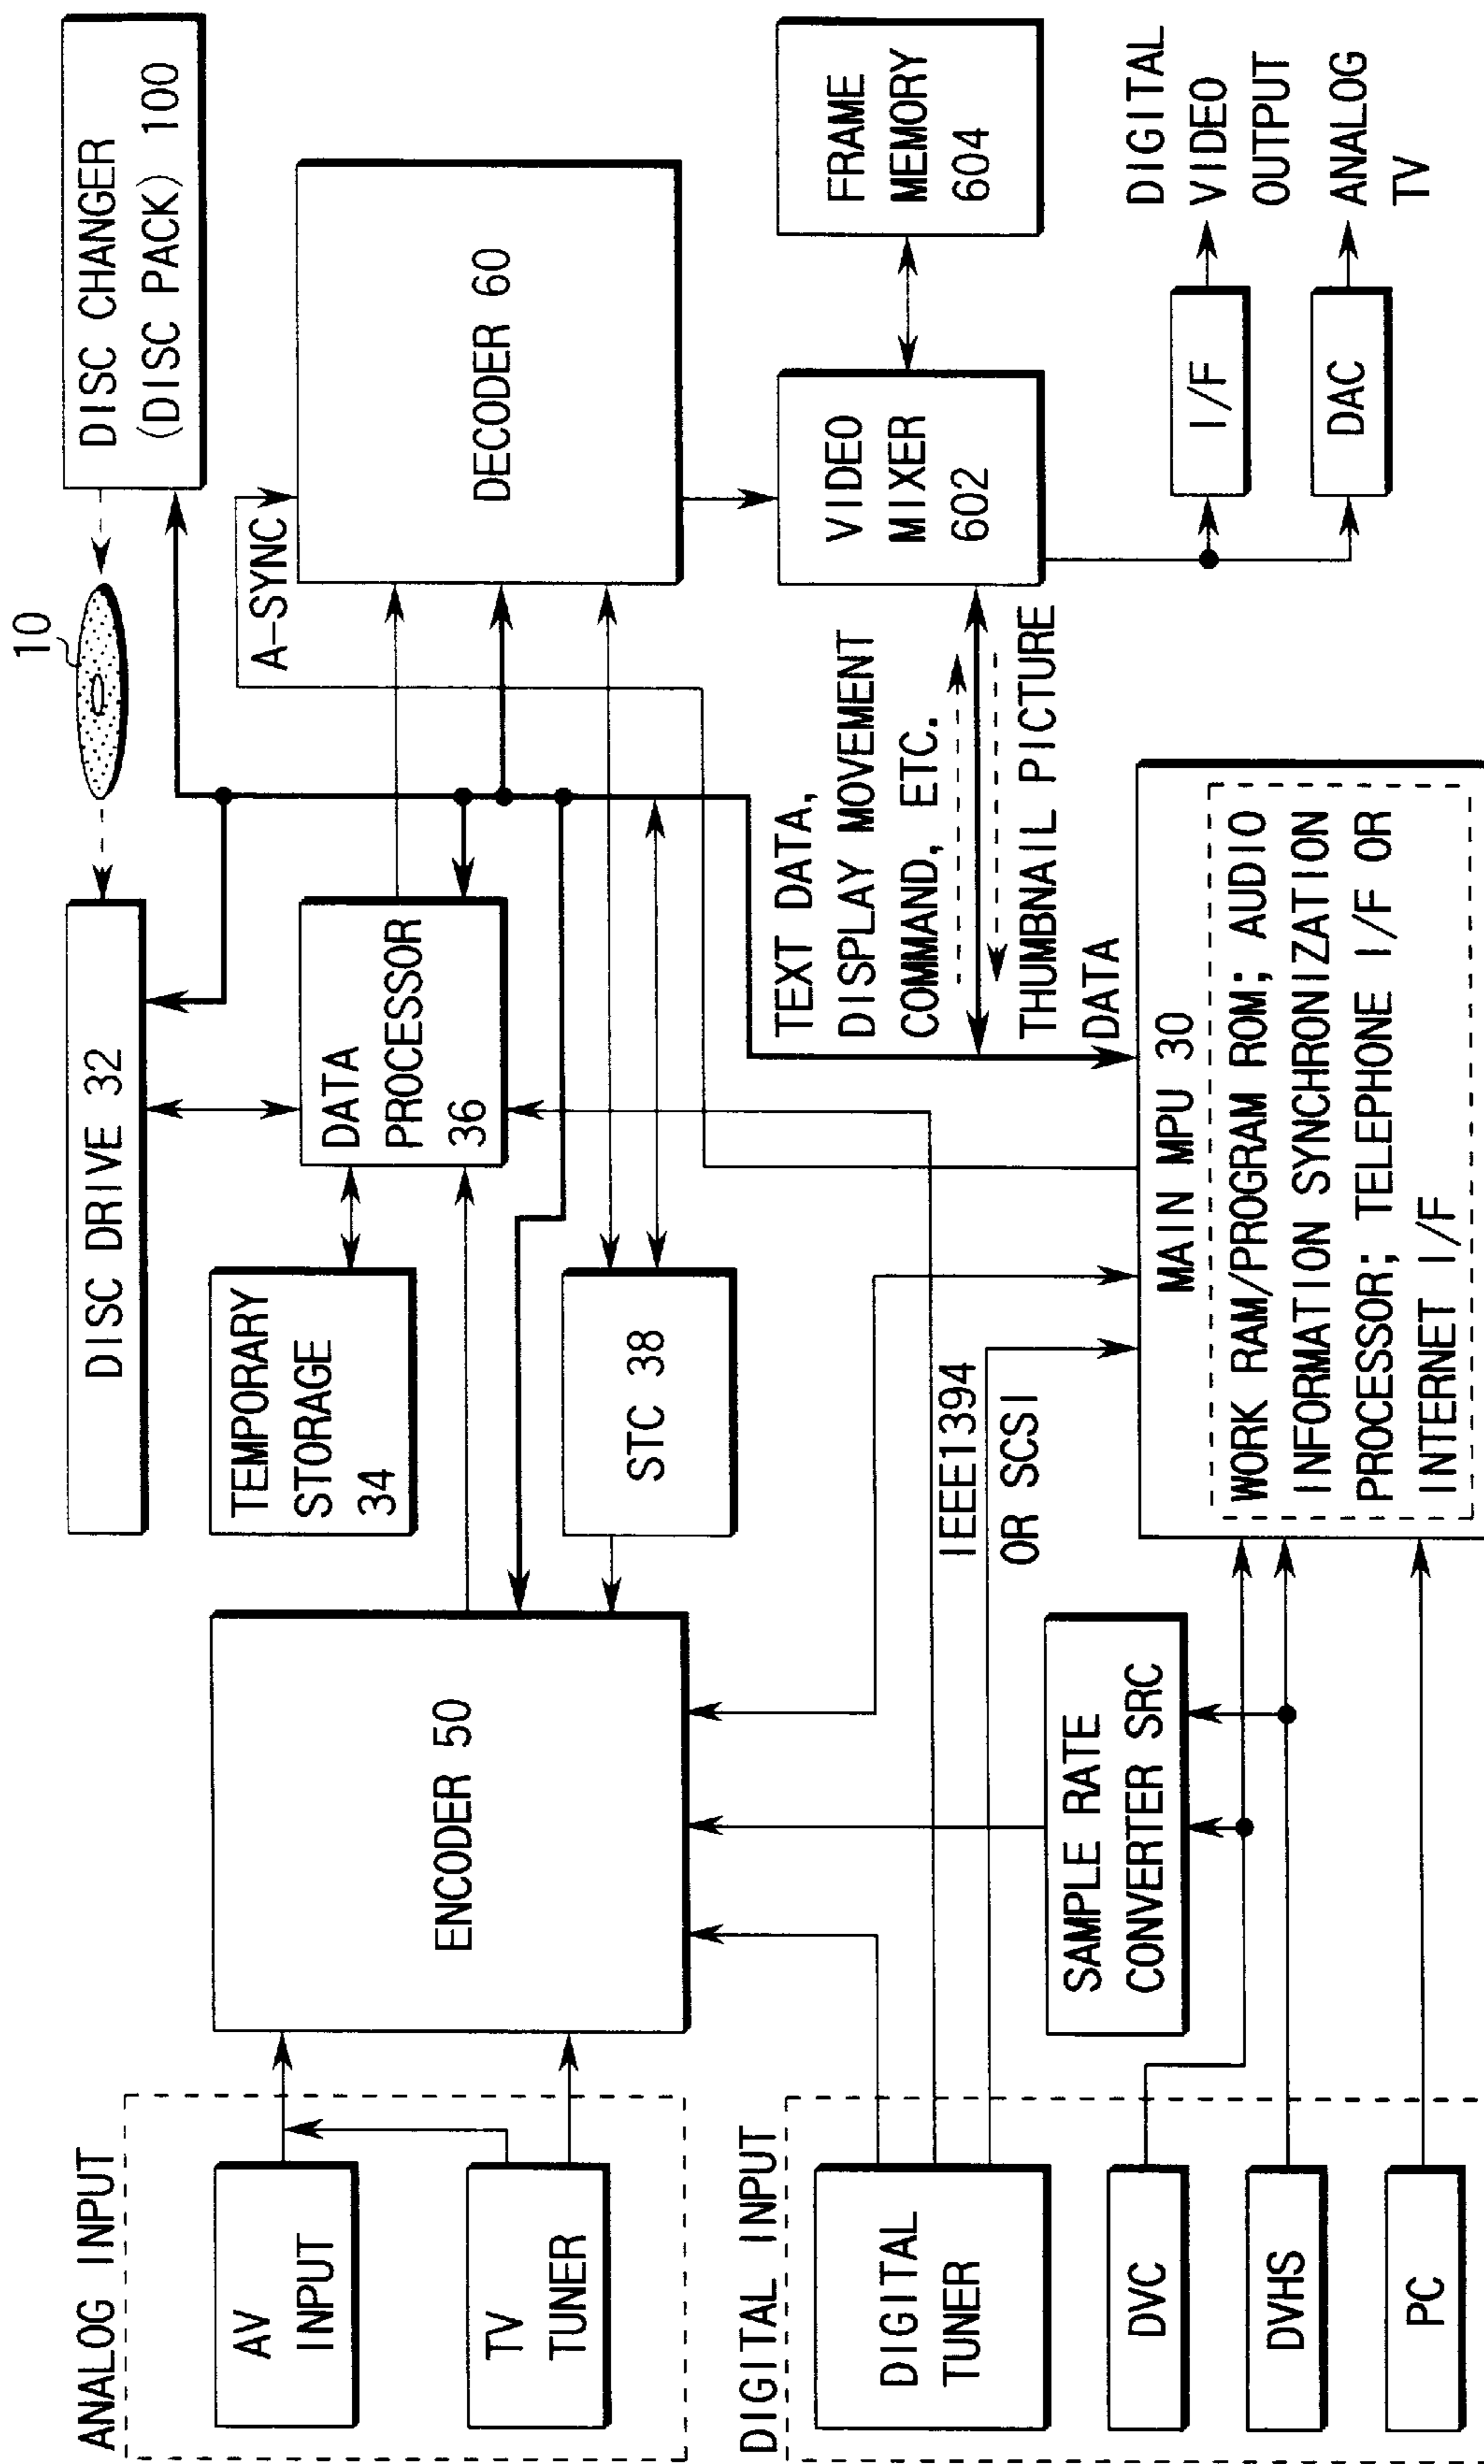 ANALOG INPUT
AV
INPUT
TV
TUNER
DIGITAL INPUT
DIGITAL
TUNER
DVC
DVHS
PC
ENCODER 50
SAMPLE RATE
CONVERTER SRC
IEEE1394
OR SCSI
DISC DRIVE 32
TEMPORARY
STORAGE
34
DATA
PROCESSOR
36
STC 38
MAIN MPU 30
WORK RAM/PROGRAM ROM; AUDIO
INFORMATION SYNCHRONIZATION
PROCESSOR; TELEPHONE I/F OR
INTERNET I/F
10
DISC CHANGER
(DISC PACK) 100
A-SYNC
DECODER 60
TEXT DATA,
DISPLAY MOVEMENT
COMMAND, ETC.
THUMBNAIL PICTURE
DATA
VIDEO
MIXER
602
FRAME
MEMORY
604
I/F
DAC
DIGITAL
VIDEO
OUTPUT
ANALOG
TV